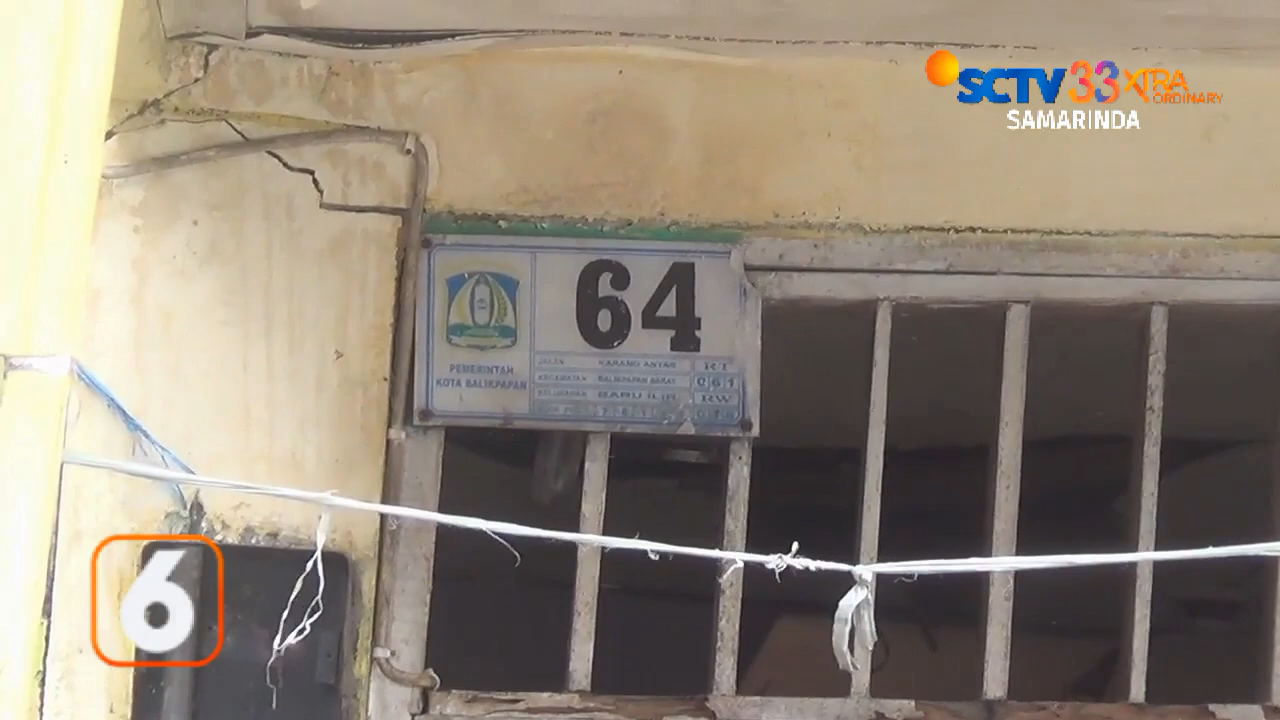 SCTV 33 XTRA ORDINARY
SAMARINDA
64
PEMERINTAH
KOTA BALIKPAPAN
JALAN KARANG ANYAR RT
KECAMATAN BALIKPAPAN BARAT 061
KELURAHAN BARU ILIR RW
6